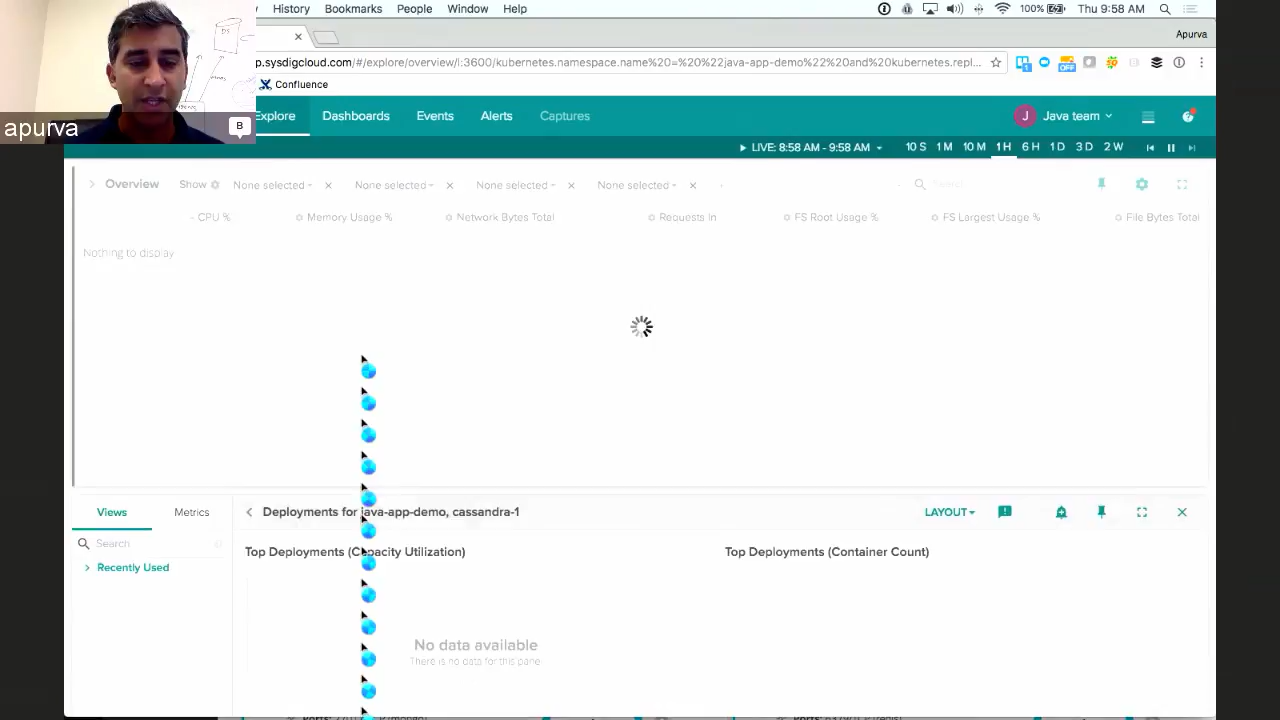 History Bookmarks People Window Help 100% Thu 9:58 AM
DS
Apurva
p.sysdigcloud.com/#/explore/overview/l:3600/kubernetes.namespace.name%20=%20%22java-app-demo%22%20and%20kubernetes.repl...
Confluence
apurva
B
Explore Dashboards Events Alerts Captures J Java team
LIVE: 8:58 AM - 9:58 AM 10 S 1 M 10 M 1 H 6 H 1 D 3 D 2 W
Overview Show None selected None selected None selected None selected Search
CPU % Memory Usage % Network Bytes Total Requests In FS Root Usage % FS Largest Usage % File Bytes Total
Nothing to display
Views Metrics Deployments for java-app-demo, cassandra-1 LAYOUT
Search
Top Deployments (Capacity Utilization) Top Deployments (Container Count)
Recently Used
No data available
There is no data for this pane